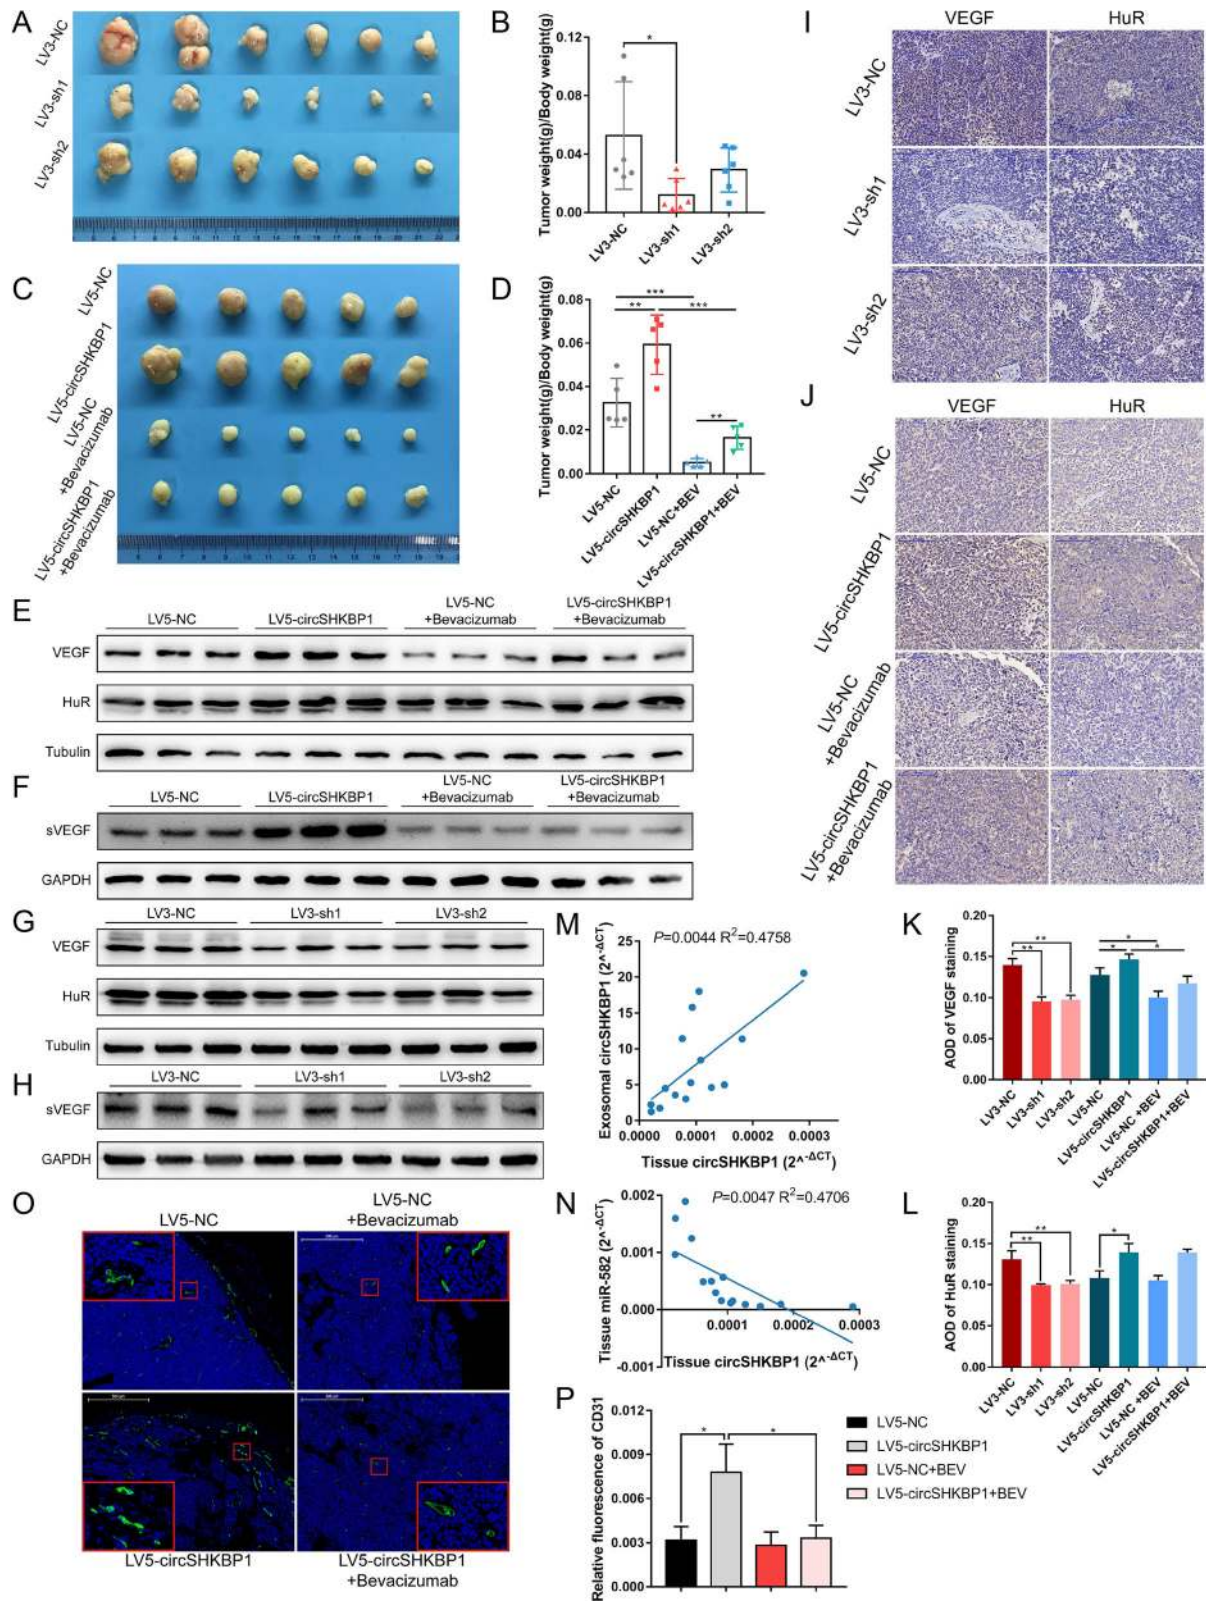 A
LV3-NC
LV3-sh1
LV3-sh2
B
Tumor weight(g)/Body weight(g)
0.12
0.08
0.04
0.00
*
LV3-NC
LV3-sh1
LV3-sh2
C
LV5-NC
LV5-circSHKBP1
LV5-NC
+Bevacizumab
LV5-circSHKBP1
+Bevacizumab
D
Tumor weight(g)/Body weight(g)
0.08
0.06
0.04
0.02
0.00
***
** ***
**
LV5-NC
LV5-circSHKBP1
LV5-NC+BEV
LV5-circSHKBP1+BEV
E
LV5-NC LV5-circSHKBP1 LV5-NC
+Bevacizumab
LV5-circSHKBP1
+Bevacizumab
VEGF
HuR
Tubulin
F
LV5-NC LV5-circSHKBP1 LV5-NC
+Bevacizumab
LV5-circSHKBP1
+Bevacizumab
sVEGF
GAPDH
G
LV3-NC LV3-sh1 LV3-sh2
VEGF
HuR
Tubulin
H
LV3-NC LV3-sh1 LV3-sh2
sVEGF
GAPDH
I
VEGF HuR
LV3-NC
LV3-sh1
LV3-sh2
J
VEGF HuR
LV5-NC
LV5-circSHKBP1
LV5-NC
+Bevacizumab
LV5-circSHKBP1
+Bevacizumab
K
AOD of VEGF staining
0.20
0.15
0.10
0.05
0.00
**
**
*
*
*
LV3-NC
LV3-sh1
LV3-sh2
LV5-NC
LV5-circSHKBP1
LV5-NC +BEV
LV5-circSHKBP1+BEV
L
AOD of HuR staining
0.20
0.15
0.10
0.05
0.00
**
**
*
LV3-NC
LV3-sh1
LV3-sh2
LV5-NC
LV5-circSHKBP1
LV5-NC +BEV
LV5-circSHKBP1+BEV
M
P=0.0044 R²=0.4758
Exosomal circSHKBP1 (2^-ΔCT)
25
20
15
10
5
0
0.0000 0.0001 0.0002 0.0003
Tissue circSHKBP1 (2^-ΔCT)
N
P=0.0047 R²=0.4706
Tissue miR-582 (2^-ΔCT)
0.002
0.001
0.000
-0.001
0.0001 0.0002 0.0003
Tissue circSHKBP1 (2^-ΔCT)
O
LV5-NC
LV5-NC
+Bevacizumab
LV5-circSHKBP1
LV5-circSHKBP1
+Bevacizumab
P
Relative fluorescence of CD31
0.012
0.009
0.006
0.003
0.000
* *
LV5-NC
LV5-circSHKBP1
LV5-NC+BEV
LV5-circSHKBP1+BEV